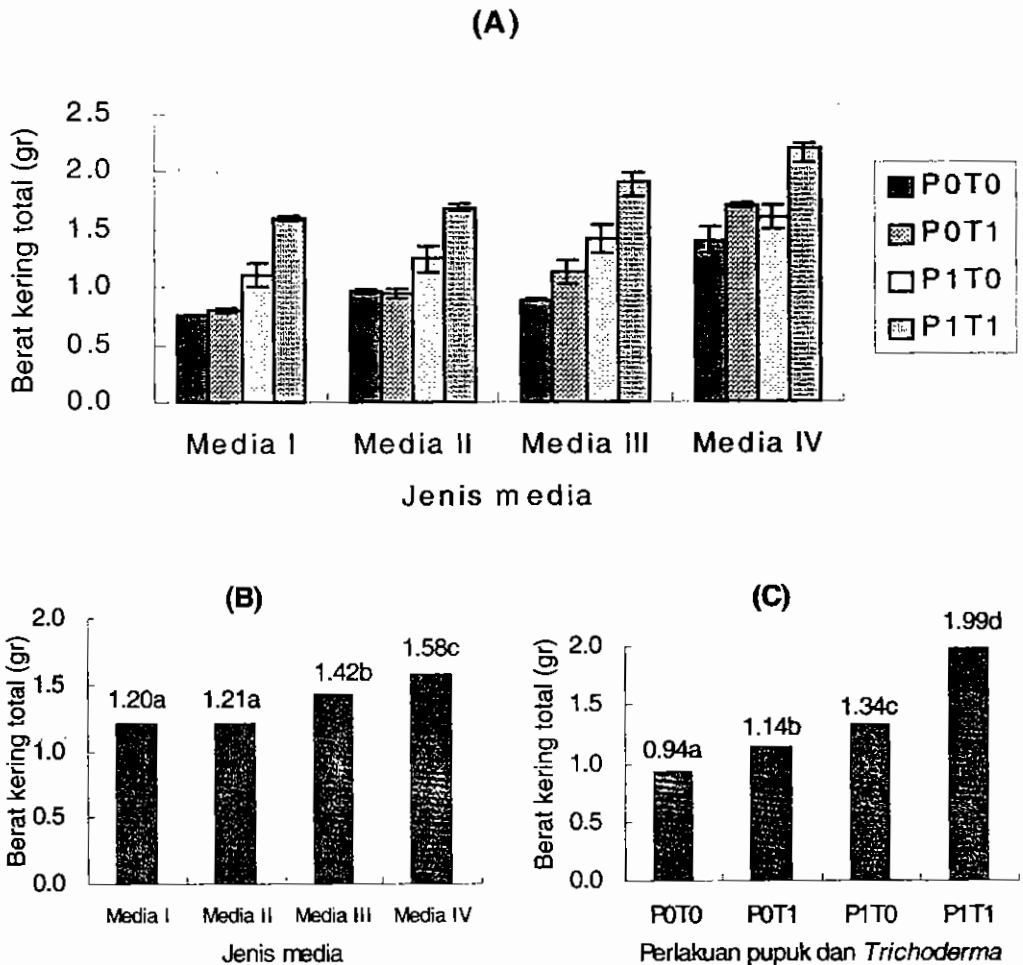 (A)
Berat kering total (gr)
2.5
2.0
1.5
1.0
0.5
0.0
Media I Media II Media III Media IV
Jenis media
P0T0
P0T1
P1T0
P1T1
(B)
Berat kering total (gr)
2.0
1.5
1.0
0.5
0.0
1.20a
1.21a
1.42b
1.58c
Media I Media II Media III Media IV
Jenis media
(C)
Berat kering total (gr)
2.0
1.5
1.0
0.5
0.0
0.94a
1.14b
1.34c
1.99d
P0T0 P0T1 P1T0 P1T1
Perlakuan pupuk dan Trichoderma